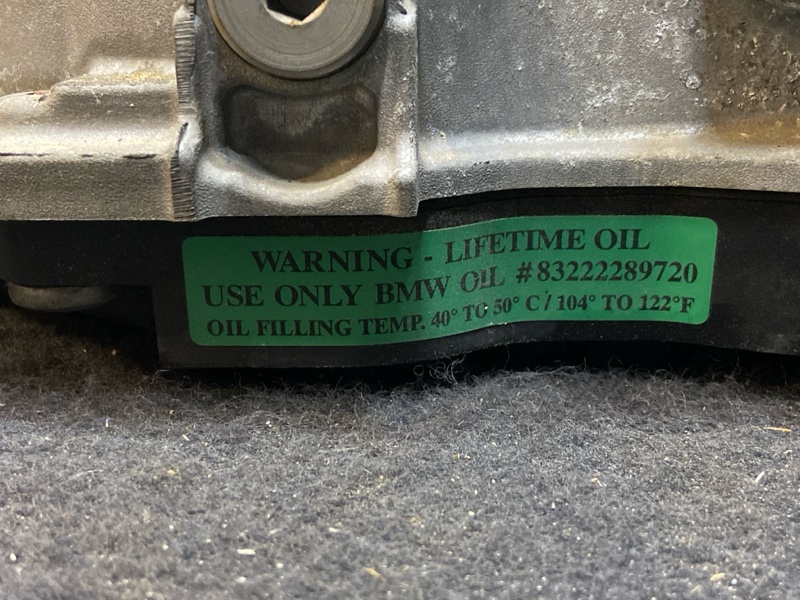 WARNING - LIFETIME OIL
USE ONLY BMW OIL #83222289720
OIL FILLING TEMP. 40° TO 50° C / 104° TO 122°F